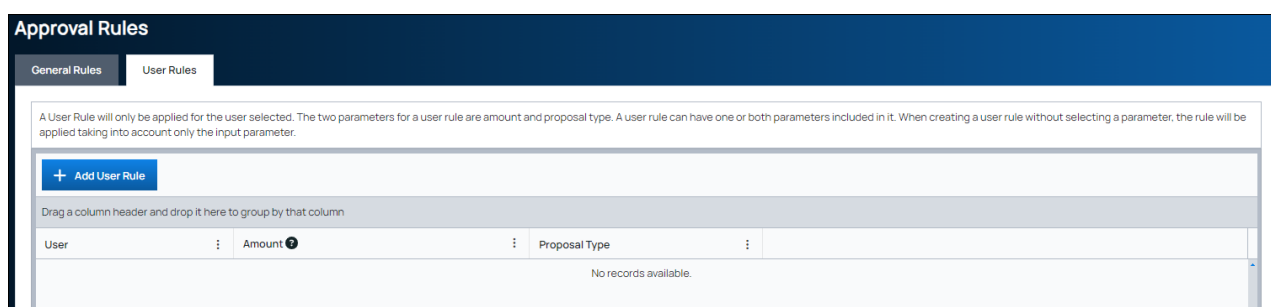 Approval Rules
General Rules
User Rules
A User Rule will only be applied for the user selected. The two parameters for a user rule are amount and proposal type. A user rule can have one or both parameters included in it. When creating a user rule without selecting a parameter, the rule will be
applied taking into account only the input parameter.
+ Add User Rule
Drag a column header and drop it here to group by that column
User
Amount ?
Proposal Type
No records available.